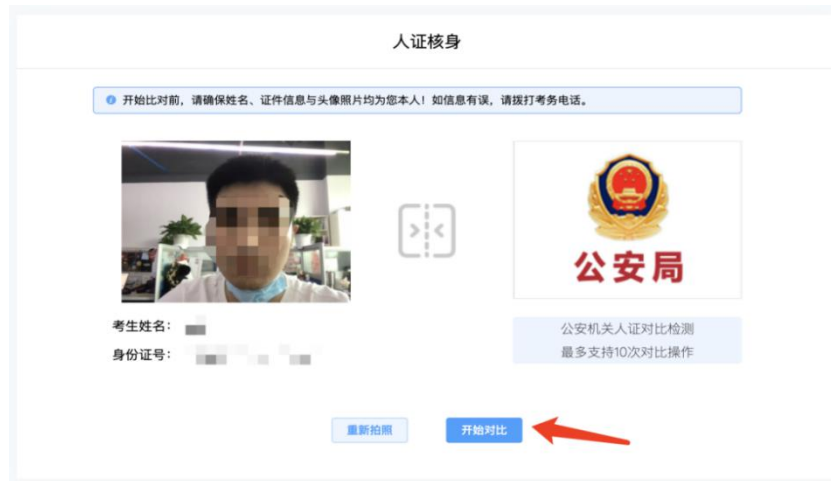 人证核身
开始比对前，请确保姓名、证件信息与头像照片均为您本人！如信息有误，请拨打考务电话。
公安局
考生姓名：
身份证号：
公安机关人证对比检测
最多支持10次对比操作
重新拍照
开始对比